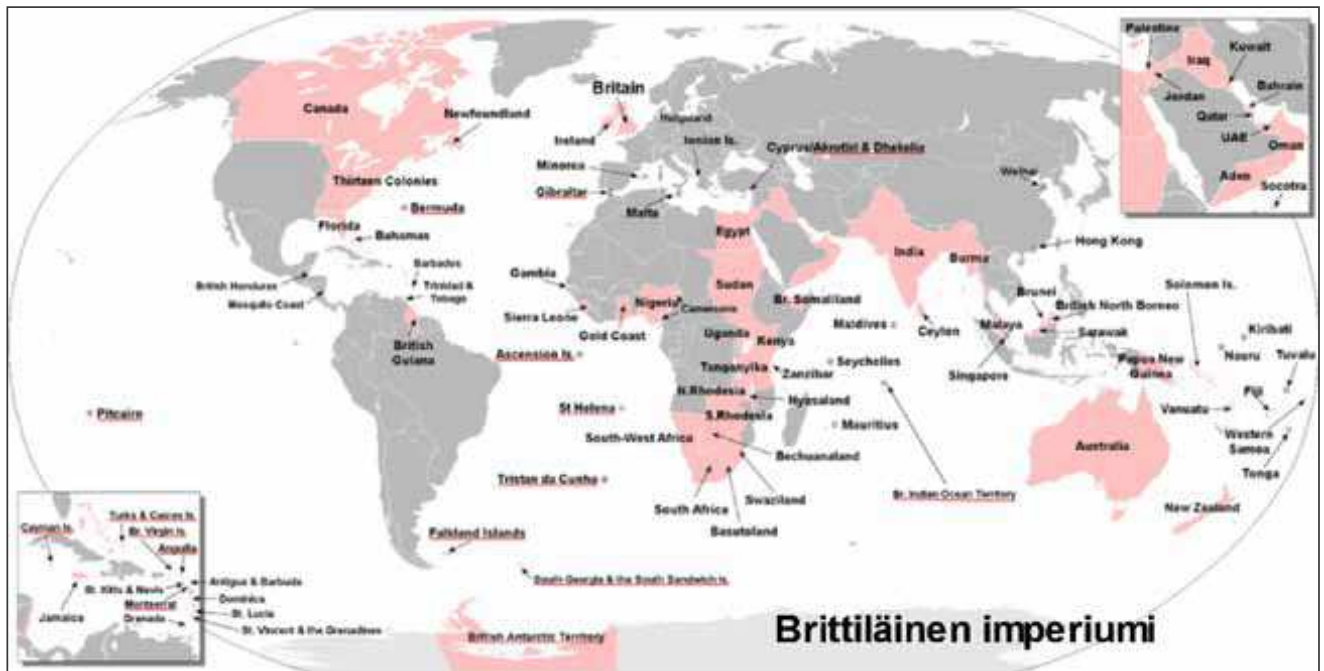 Canada
Newfoundland
Thirteen Colonies
Bermuda
Florida
Bahamas
British Honduras
Mosquito Coast
Barbados
Trinidad &
Tobago
British
Guiana
Pitcairn
Britain
Ireland
Heligoland
Ionian Is.
Minorca
Gibraltar
Malta
Cyprus/Akrotiri & Dhekelia
Weihai
Hong Kong
Egypt
Sudan
Gambia
Sierra Leone
Gold Coast
Nigeria
Cameroons
Br. Somaliland
Uganda
Kenya
Tanganyika
Zanzibar
N.Rhodesia
Nyasaland
S.Rhodesia
South-West Africa
Bechuanaland
Swaziland
South Africa
Basutoland
Ascension Is.
St Helena
Tristan da Cunha
Falkland Islands
South Georgia & the South Sandwich Is.
British Antarctic Territory
India
Burma
Ceylon
Maldives
Seychelles
Mauritius
Br. Indian Ocean Territory
Malaya
Singapore
Brunei
British North Borneo
Sarawak
Papua New
Guinea
Solomon Is.
Kiribati
Nauru
Tuvalu
Fiji
Vanuatu
Western
Samoa
Tonga
Australia
New Zealand
Palestine
Iraq
Kuwait
Jordan
Bahrain
Qatar
UAE
Oman
Aden
Socotra
Cayman Is.
Turks & Caicos Is.
Br. Virgin Is.
Anguilla
Jamaica
St. Kitts & Nevis
Montserrat
Grenada
Antigua & Barbuda
Dominica
St. Lucia
St. Vincent & the Grenadines
Brittiläinen imperiumi